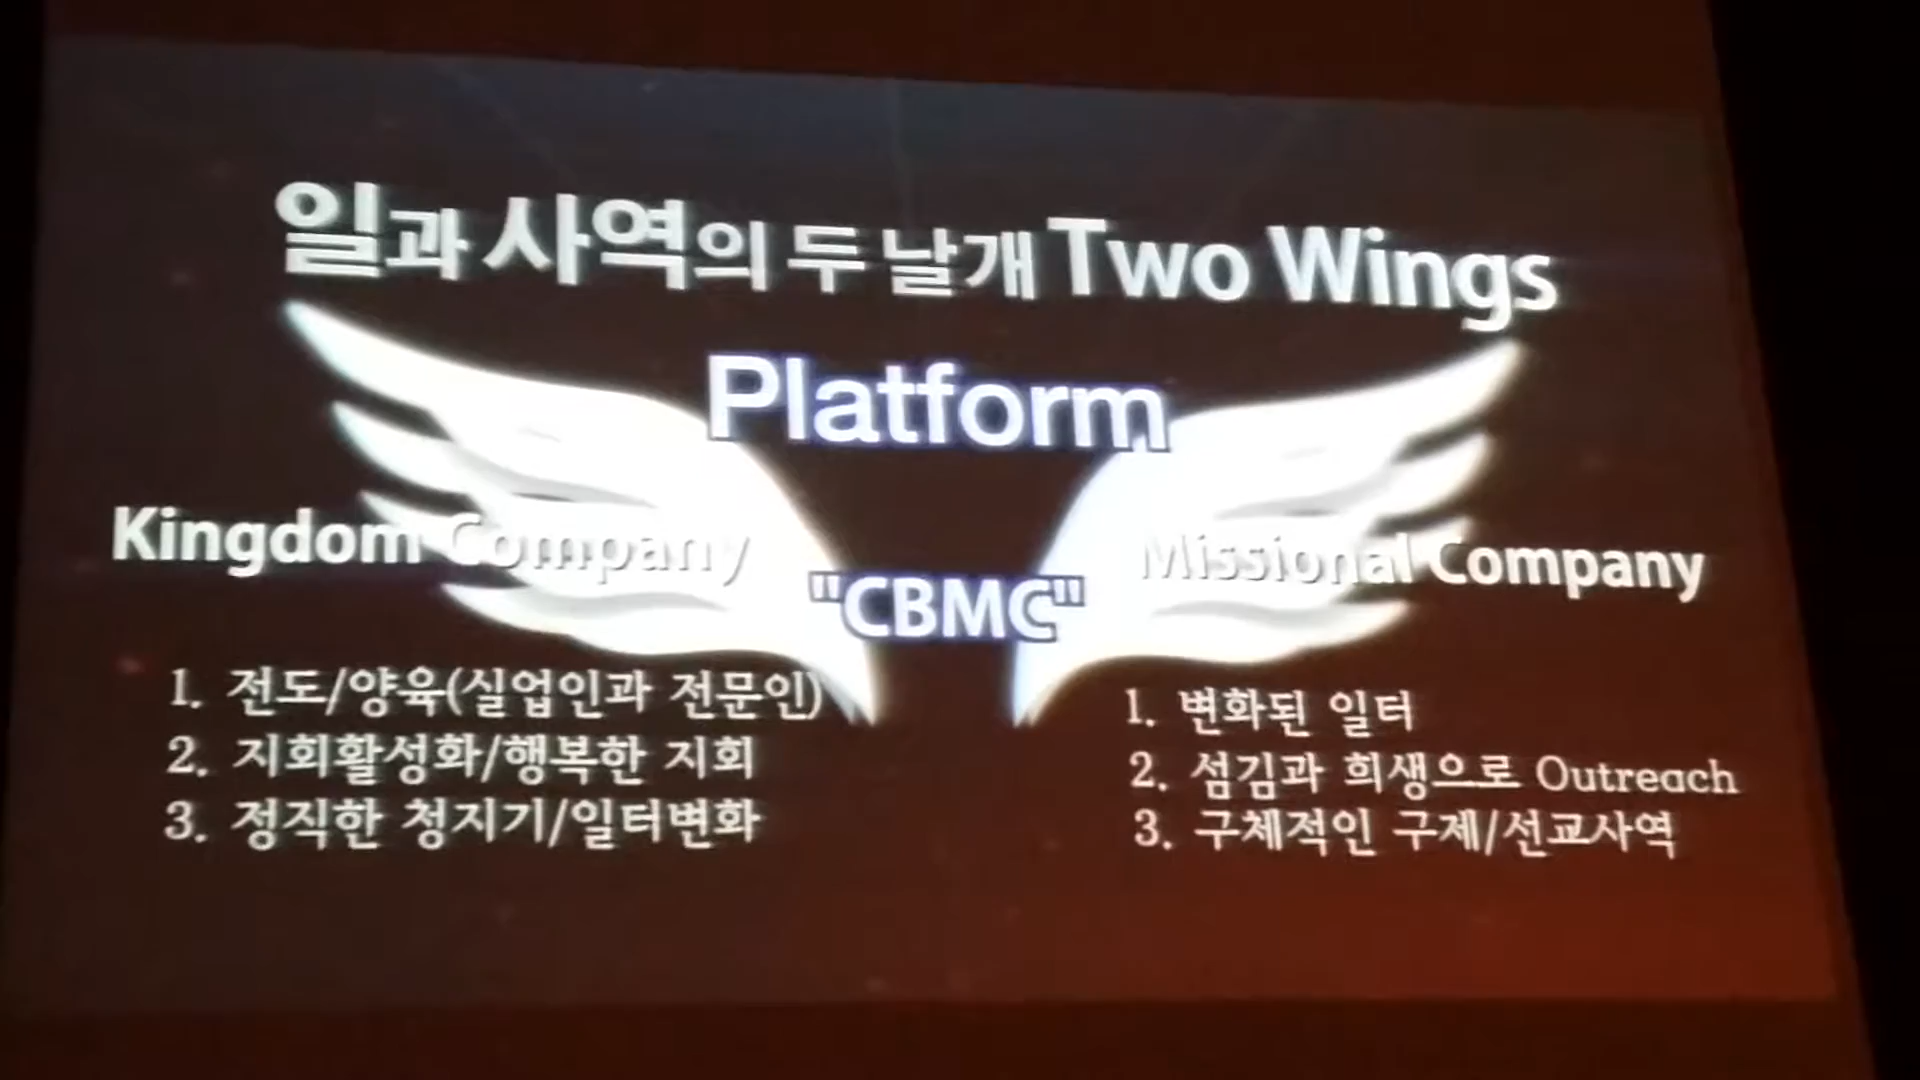 일과 사역의 두 날개 Two Wings
Platform
Kingdom Company
Missional Company
"CBMC"
1. 전도/양육(실업인과 전문인)
2. 지회활성화/행복한 지회
3. 정직한 청지기/일터변화
1. 변화된 일터
2. 섬김과 희생으로 Outreach
3. 구체적인 구제/선교사역